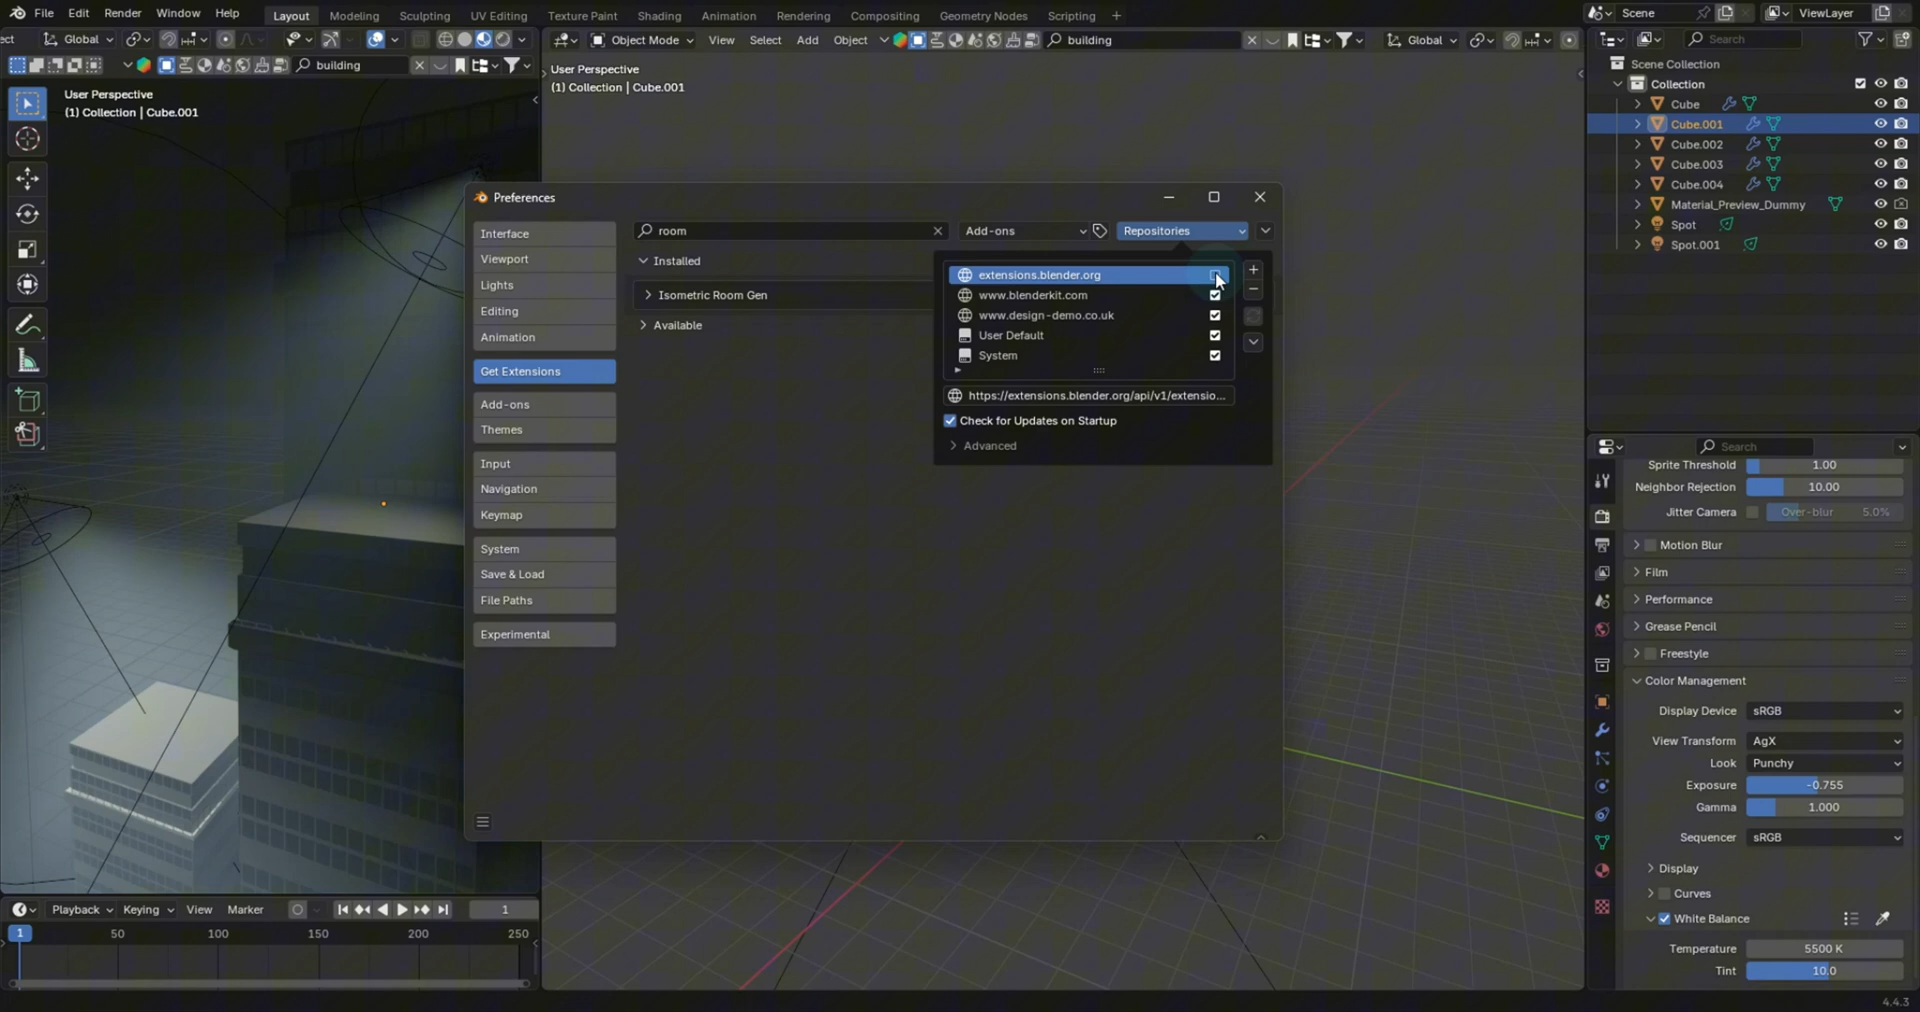 File Edit Render Window Help Layout Modeling Sculpting UV Editing Texture Paint Shading Animation Rendering Compositing Geometry Nodes Scripting + Scene ViewLayer
ect Global Object Mode View Select Add Object building Global Search
building
User Perspective
(1) Collection | Cube.001
User Perspective
(1) Collection | Cube.001
Scene Collection
Collection
Cube
Cube.001
Cube.002
Cube.003
Cube.004
Material_Preview_Dummy
Spot
Spot.001
Preferences
Interface
Viewport
Lights
Editing
Animation
Get Extensions
Add-ons
Themes
Input
Navigation
Keymap
System
Save & Load
File Paths
Experimental
room Add-ons Repositories
Installed
Isometric Room Gen
Available
extensions.blender.org
www.blenderkit.com
www.design-demo.co.uk
User Default
System
https://extensions.blender.org/api/v1/extensio...
Check for Updates on Startup
Advanced
Search
Sprite Threshold 1.00
Neighbor Rejection 10.00
Jitter Camera Over-blur 5.0%
Motion Blur
Film
Performance
Grease Pencil
Freestyle
Color Management
Display Device sRGB
View Transform AgX
Look Punchy
Exposure -0.755
Gamma 1.000
Sequencer sRGB
Display
Curves
White Balance
Temperature 5500 K
Tint 10.0
Playback Keying View Marker 1
1 50 100 150 200 250
4.4.3